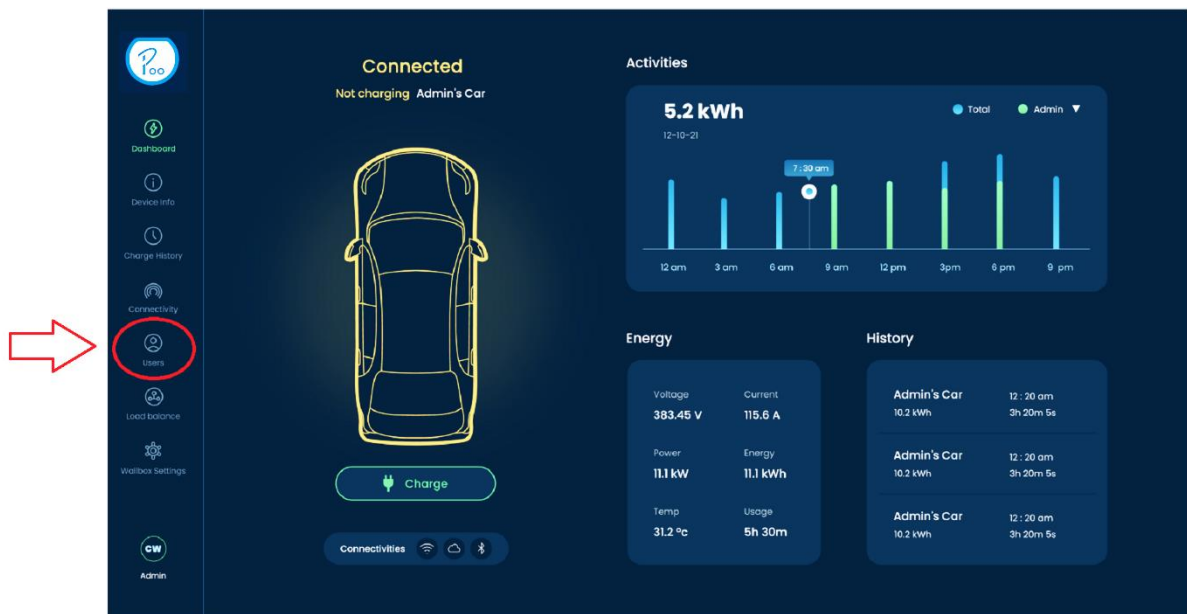 Poo
Dashboard
Device Info
Charge History
Connectivity
Users
Load balance
Wallbox Settings
CW
Admin
Connected
Not charging Admin's Car
Charge
Connectivities
Activities
5.2 kWh
12-10-21
Total Admin
7 : 30 am
12 am 3 am 6 am 9 am 12 pm 3pm 6 pm 9 pm
Energy
Voltage Current
383.45 V 115.6 A
Power Energy
11.1 kW 11.1 kWh
Temp Usage
31.2 °c 5h 30m
History
Admin's Car 12 : 20 am
10.2 kWh 3h 20m 5s
Admin's Car 12 : 20 am
10.2 kWh 3h 20m 5s
Admin's Car 12 : 20 am
10.2 kWh 3h 20m 5s